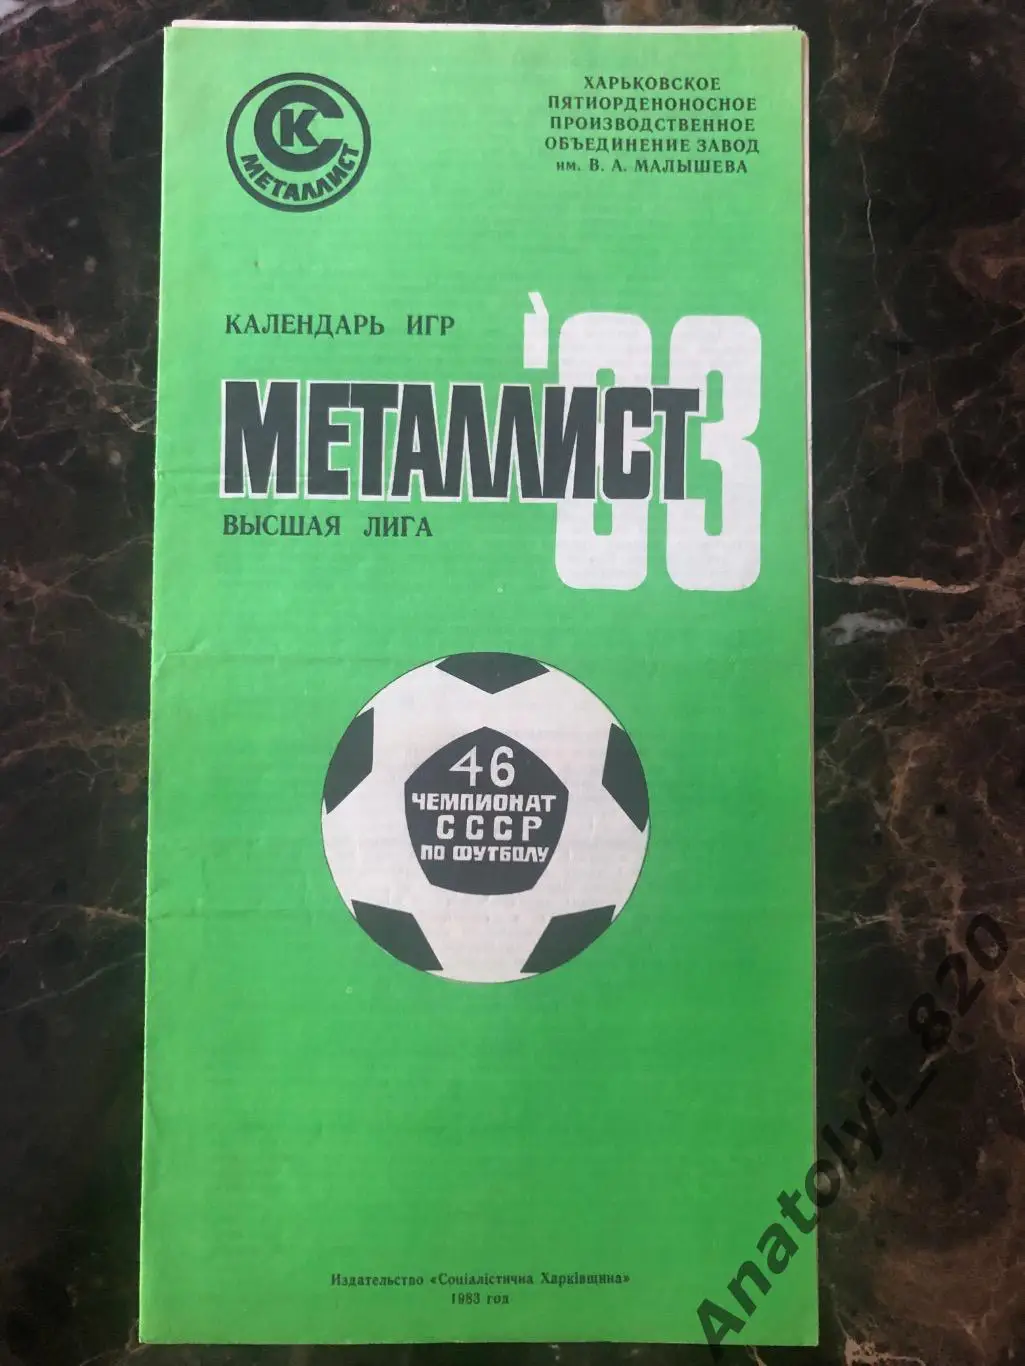 СК
МЕТАЛЛИСТ
ХАРЬКОВСКОЕ
ПЯТИОРДЕНОНОСНОЕ
ПРОИЗВОДСТВЕННОЕ
ОБЪЕДИНЕНИЕ ЗАВОД
им. В. А. МАЛЫШЕВА
КАЛЕНДАРЬ ИГР
'83
МЕТАЛЛИСТ
ВЫСШАЯ ЛИГА
46
ЧЕМПИОНАТ
СССР
ПО ФУТБОЛУ
Издательство «Соціалістична Харківщина»
1983 год
Anatolyi_820